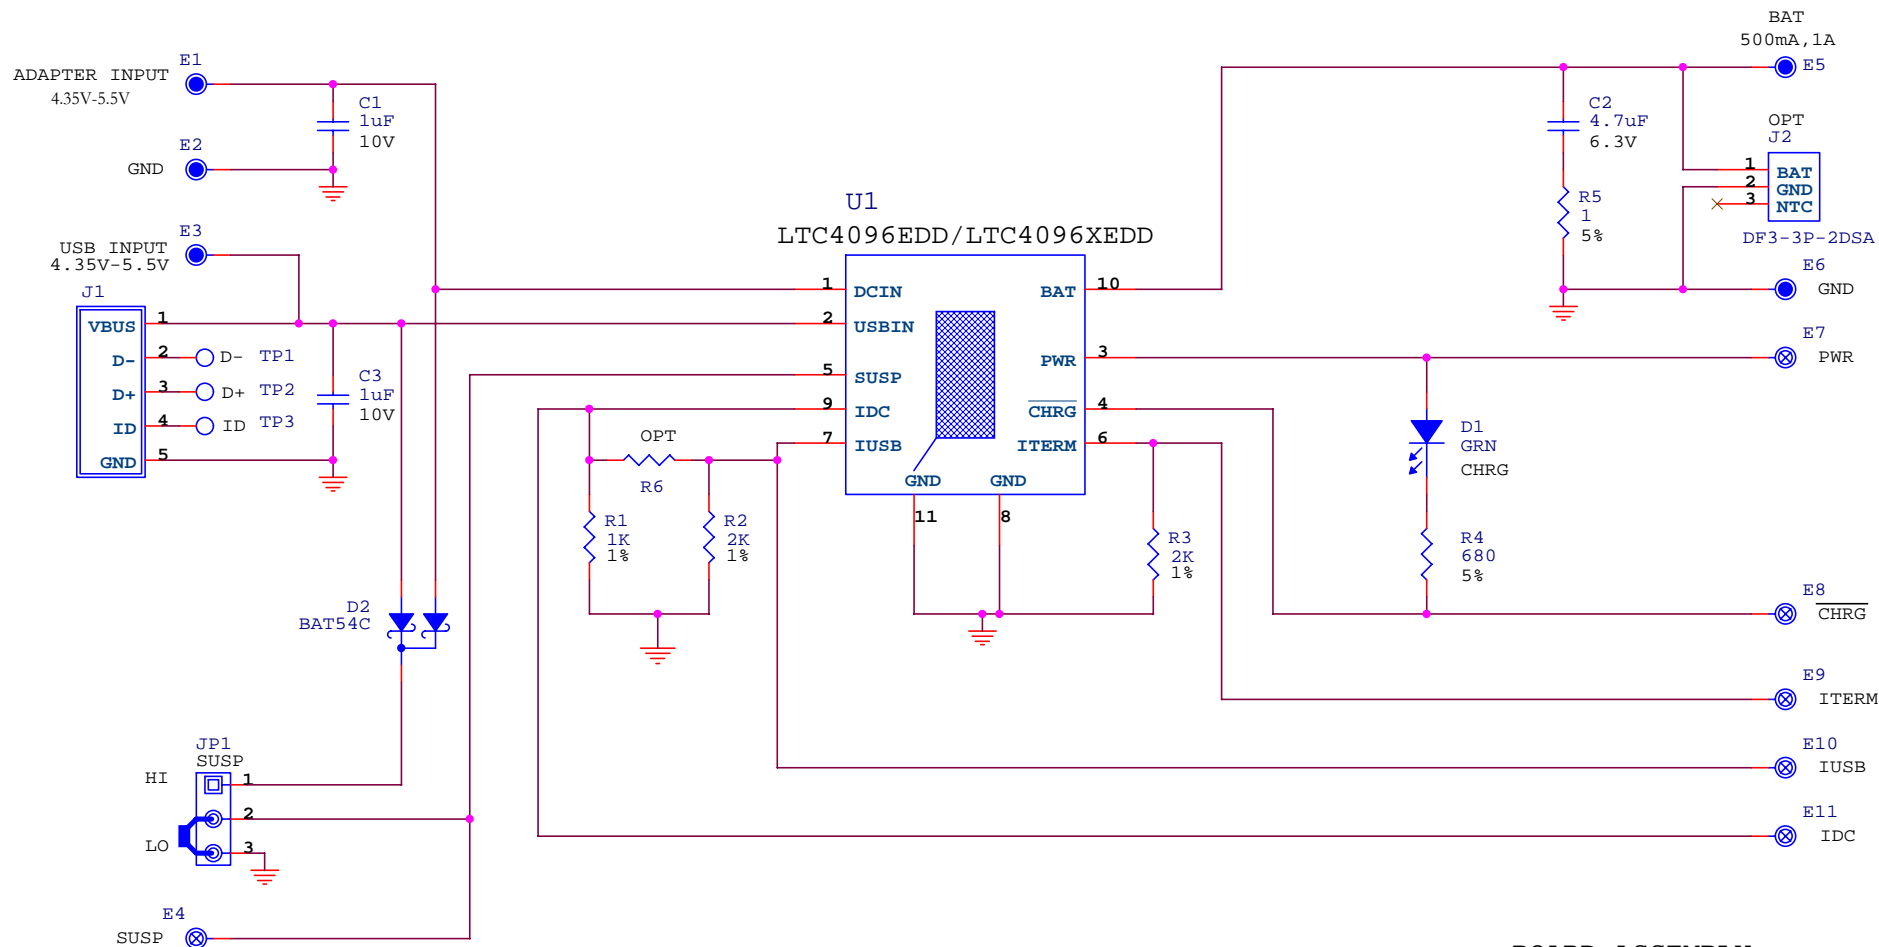 BAT
500mA,1A
E5
E1
ADAPTER INPUT
4.35V-5.5V
C1
1uF
10V
E2
GND
C2
4.7uF
6.3V
OPT
J2
1
2
3
BAT
GND
NTC
DF3-3P-2DSA
R5
1
5%
E3
USB INPUT
4.35V-5.5V
J1
VBUS
D-
D+
ID
GND
1
2
3
4
5
D- TP1
D+ TP2
ID TP3
C3
1uF
10V
U1
LTC4096EDD/LTC4096XEDD
1
2
5
9
7
DCIN
USBIN
SUSP
IDC
IUSB
BAT
PWR
CHRG
ITERM
GND GND
10
3
4
6
11
8
E6
GND
E7
PWR
OPT
R6
R1
1K
1%
R2
2K
1%
R3
2K
1%
D1
GRN
CHRG
R4
680
5%
D2
BAT54C
E8
CHRG
E9
ITERM
E10
IUSB
E11
IDC
JP1
SUSP
HI
LO
1
2
3
E4
SUSP